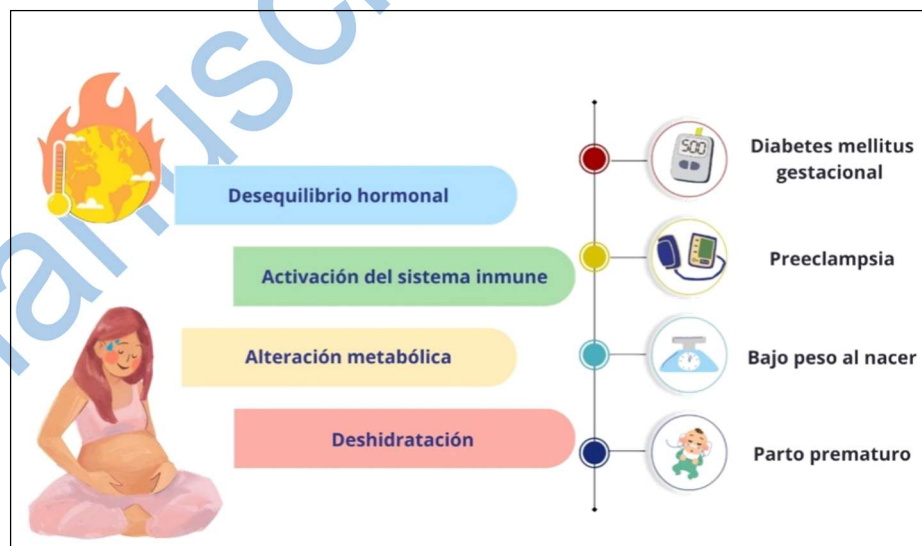 Desequilibrio hormonal
Activación del sistema inmune
Alteración metabólica
Deshidratación
500
Diabetes mellitus
gestacional
Preeclampsia
Bajo peso al nacer
Parto prematuro